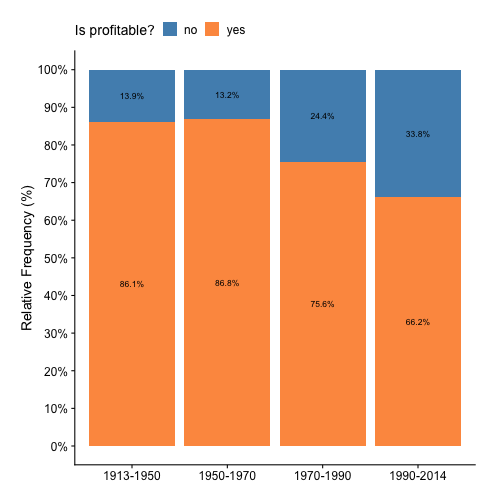 Is profitable? no yes
100%
90%
80%
70%
60%
50%
40%
30%
20%
10%
0%
Relative Frequency (%)
13.9% 13.2% 24.4% 33.8%
86.1% 86.8% 75.6% 66.2%
1913-1950 1950-1970 1970-1990 1990-2014